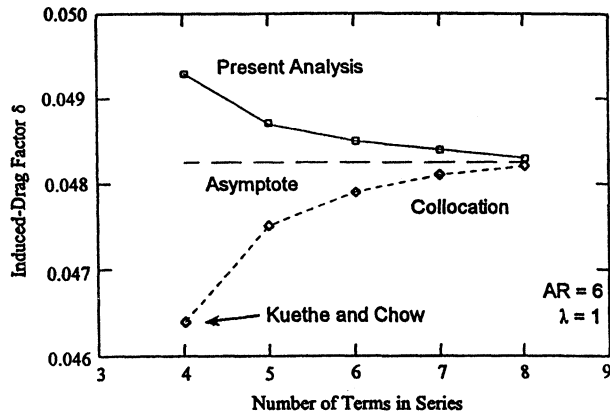 0.050
0.049
0.048
0.047
0.046
Induced-Drag Factor δ
Present Analysis
Asymptote
Collocation
Kuethe and Chow
AR = 6
λ = 1
3
4
5
6
7
8
9
Number of Terms in Series